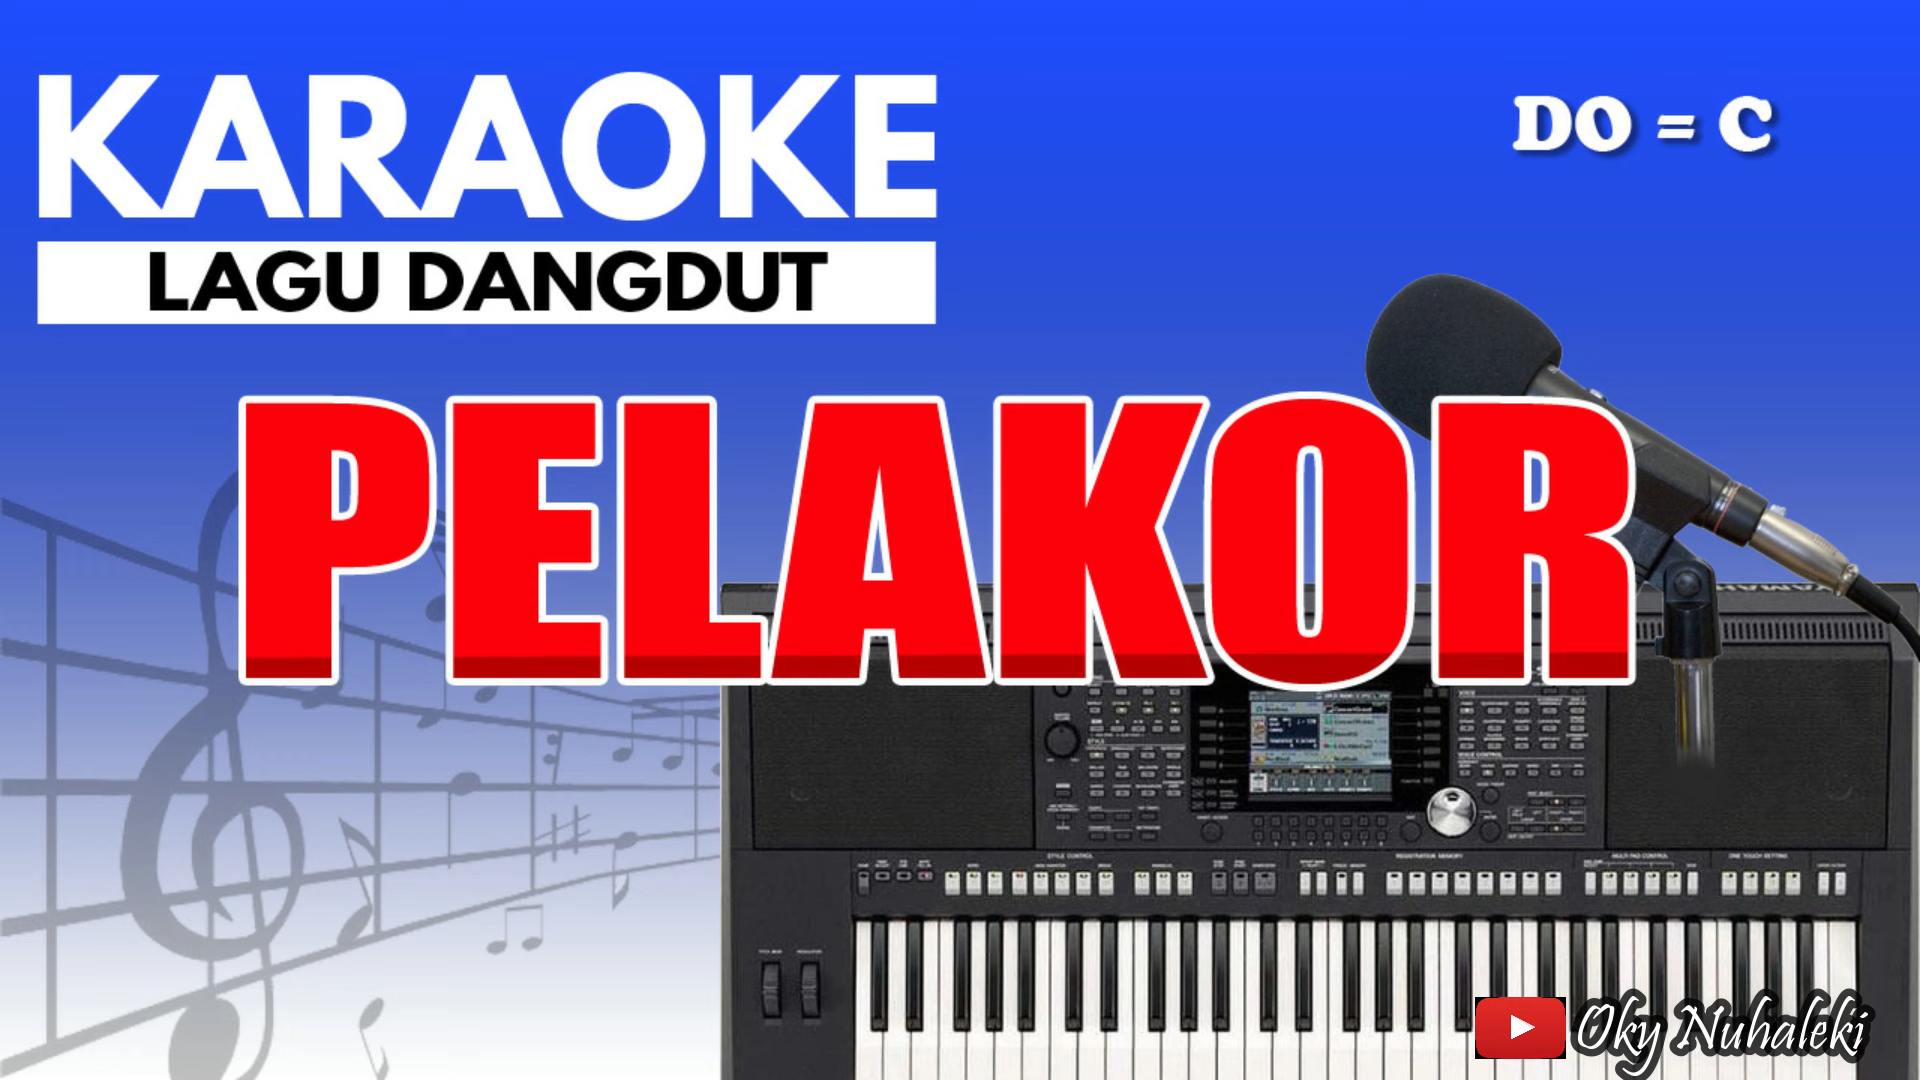 KARAOKE
DO = C
LAGU DANGDUT
PELAKOR
Oky Nuhaleki